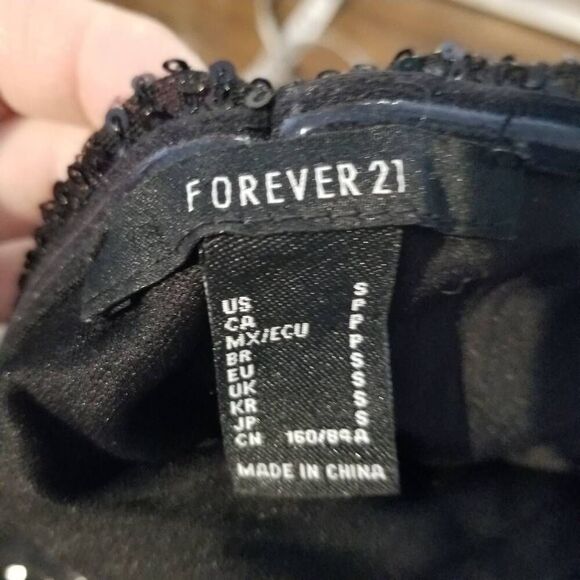 FOREVER 21
US S
CA P
MX/ECU P
BR P
EU S
UK S
KR S
JP S
CN 160/84A
MADE IN CHINA